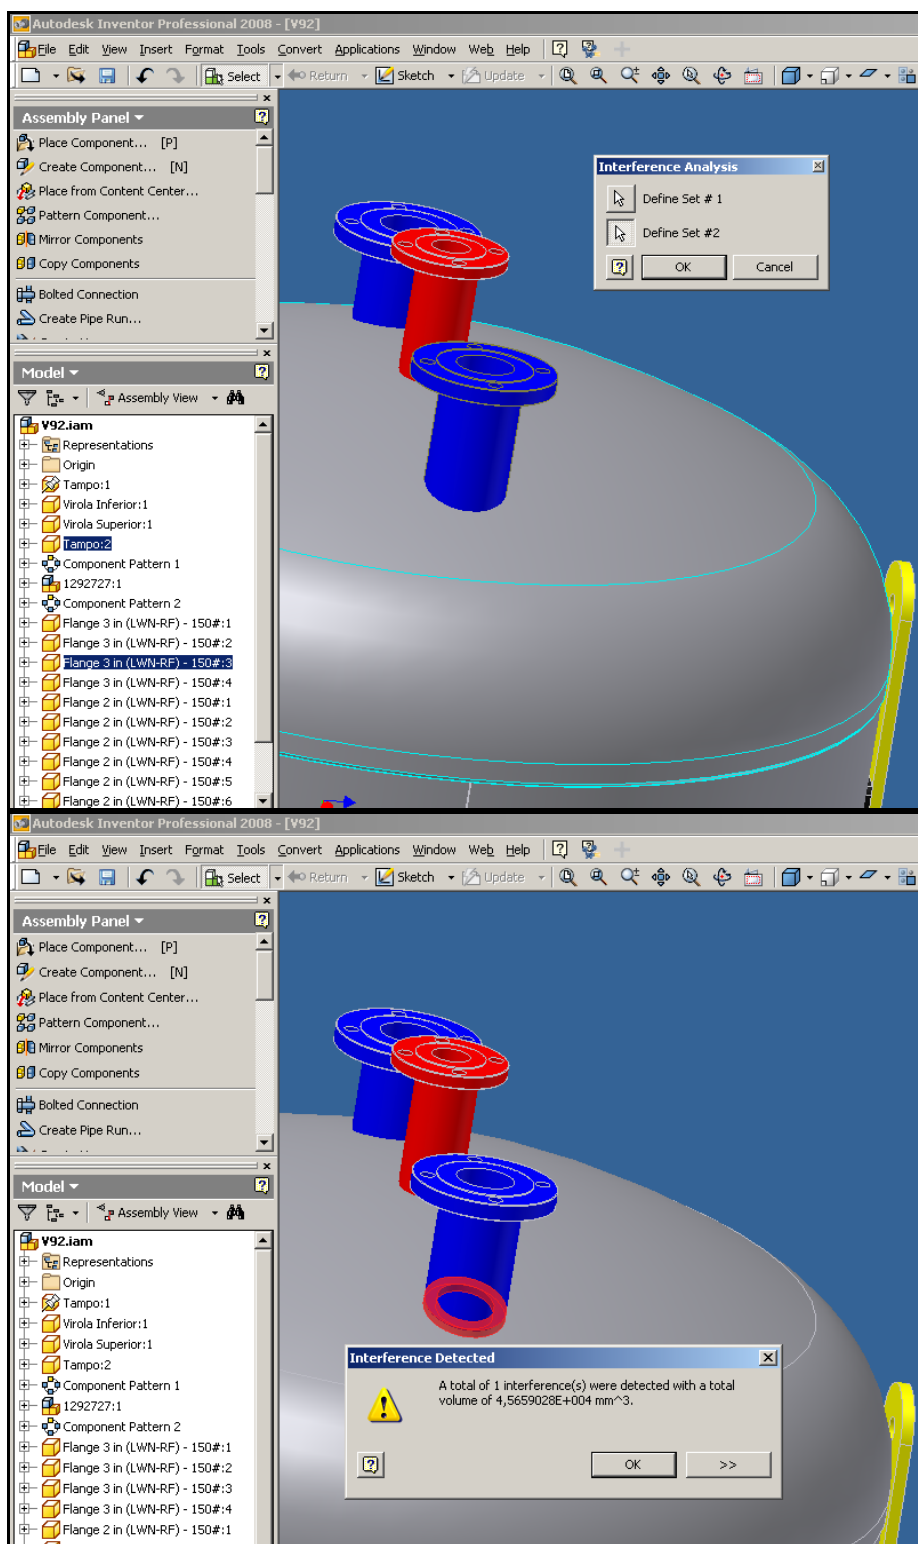 Autodesk Inventor Professional 2008 - [V92]
File Edit View Insert Format Tools Convert Applications Window Web Help
Select Return Sketch Update
Assembly Panel
Place Component... [P]
Create Component... [N]
Place from Content Center...
Pattern Component...
Mirror Components
Copy Components
Bolted Connection
Create Pipe Run...
Model
Assembly View
V92.iam
Representations
Origin
Tampo:1
Virola Inferior:1
Virola Superior:1
Tampo:2
Component Pattern 1
1292727:1
Component Pattern 2
Flange 3 in (LWN-RF) - 150#:1
Flange 3 in (LWN-RF) - 150#:2
Flange 3 in (LWN-RF) - 150#:3
Flange 3 in (LWN-RF) - 150#:4
Flange 2 in (LWN-RF) - 150#:1
Flange 2 in (LWN-RF) - 150#:2
Flange 2 in (LWN-RF) - 150#:3
Flange 2 in (LWN-RF) - 150#:4
Flange 2 in (LWN-RF) - 150#:5
Flange 2 in (LWN-RF) - 150#:6
Interference Analysis
Define Set # 1
Define Set #2
OK Cancel
Autodesk Inventor Professional 2008 - [V92]
File Edit View Insert Format Tools Convert Applications Window Web Help
Select Return Sketch Update
Assembly Panel
Place Component... [P]
Create Component... [N]
Place from Content Center...
Pattern Component...
Mirror Components
Copy Components
Bolted Connection
Create Pipe Run...
Model
Assembly View
V92.iam
Representations
Origin
Tampo:1
Virola Inferior:1
Virola Superior:1
Tampo:2
Component Pattern 1
1292727:1
Component Pattern 2
Flange 3 in (LWN-RF) - 150#:1
Flange 3 in (LWN-RF) - 150#:2
Flange 3 in (LWN-RF) - 150#:3
Flange 3 in (LWN-RF) - 150#:4
Flange 2 in (LWN-RF) - 150#:1
Interference Detected
A total of 1 interference(s) were detected with a total
volume of 4,5659028E+004 mm^3.
OK >>